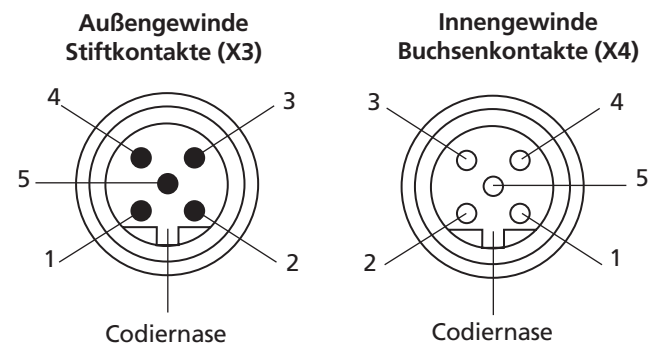 Außengewinde
Stiftkontakte (X3)
4
3
5
1
2
Codiernase
Innengewinde
Buchsenkontakte (X4)
3
4
5
2
1
Codiernase